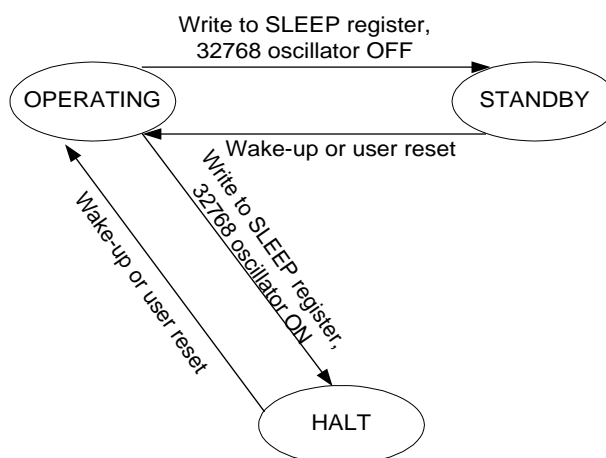 Write to SLEEP register,
32768 oscillator OFF
OPERATING
STANDBY
Wake-up or user reset
Write to SLEEP register,
32768 oscillator ON
Wake-up or user reset
HALT